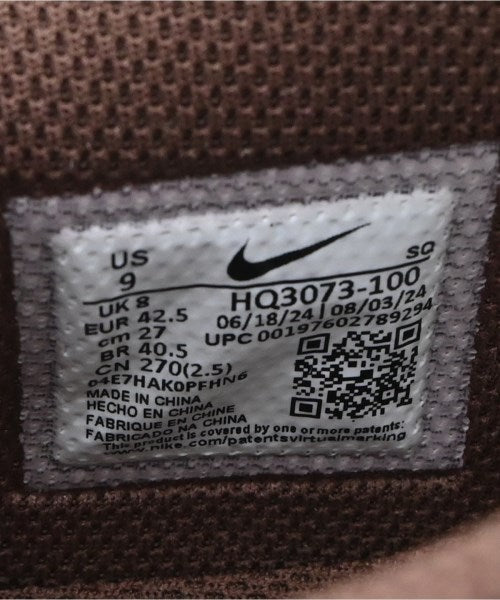 US
9
SQ
UK 8
EUR 42.5
cm 27
BR 40.5
CN 270(2.5)
HQ3073-100
06/18/24 | 08/03/24
UPC 00197602789294
04E7HAK0PFHN6
MADE IN CHINA
HECHO EN CHINA
FABRIQUE EN CHINE
FABRICADO NA CHINA
This product is covered by one or more patents:
www.nike.com/patentsvirtualmarking